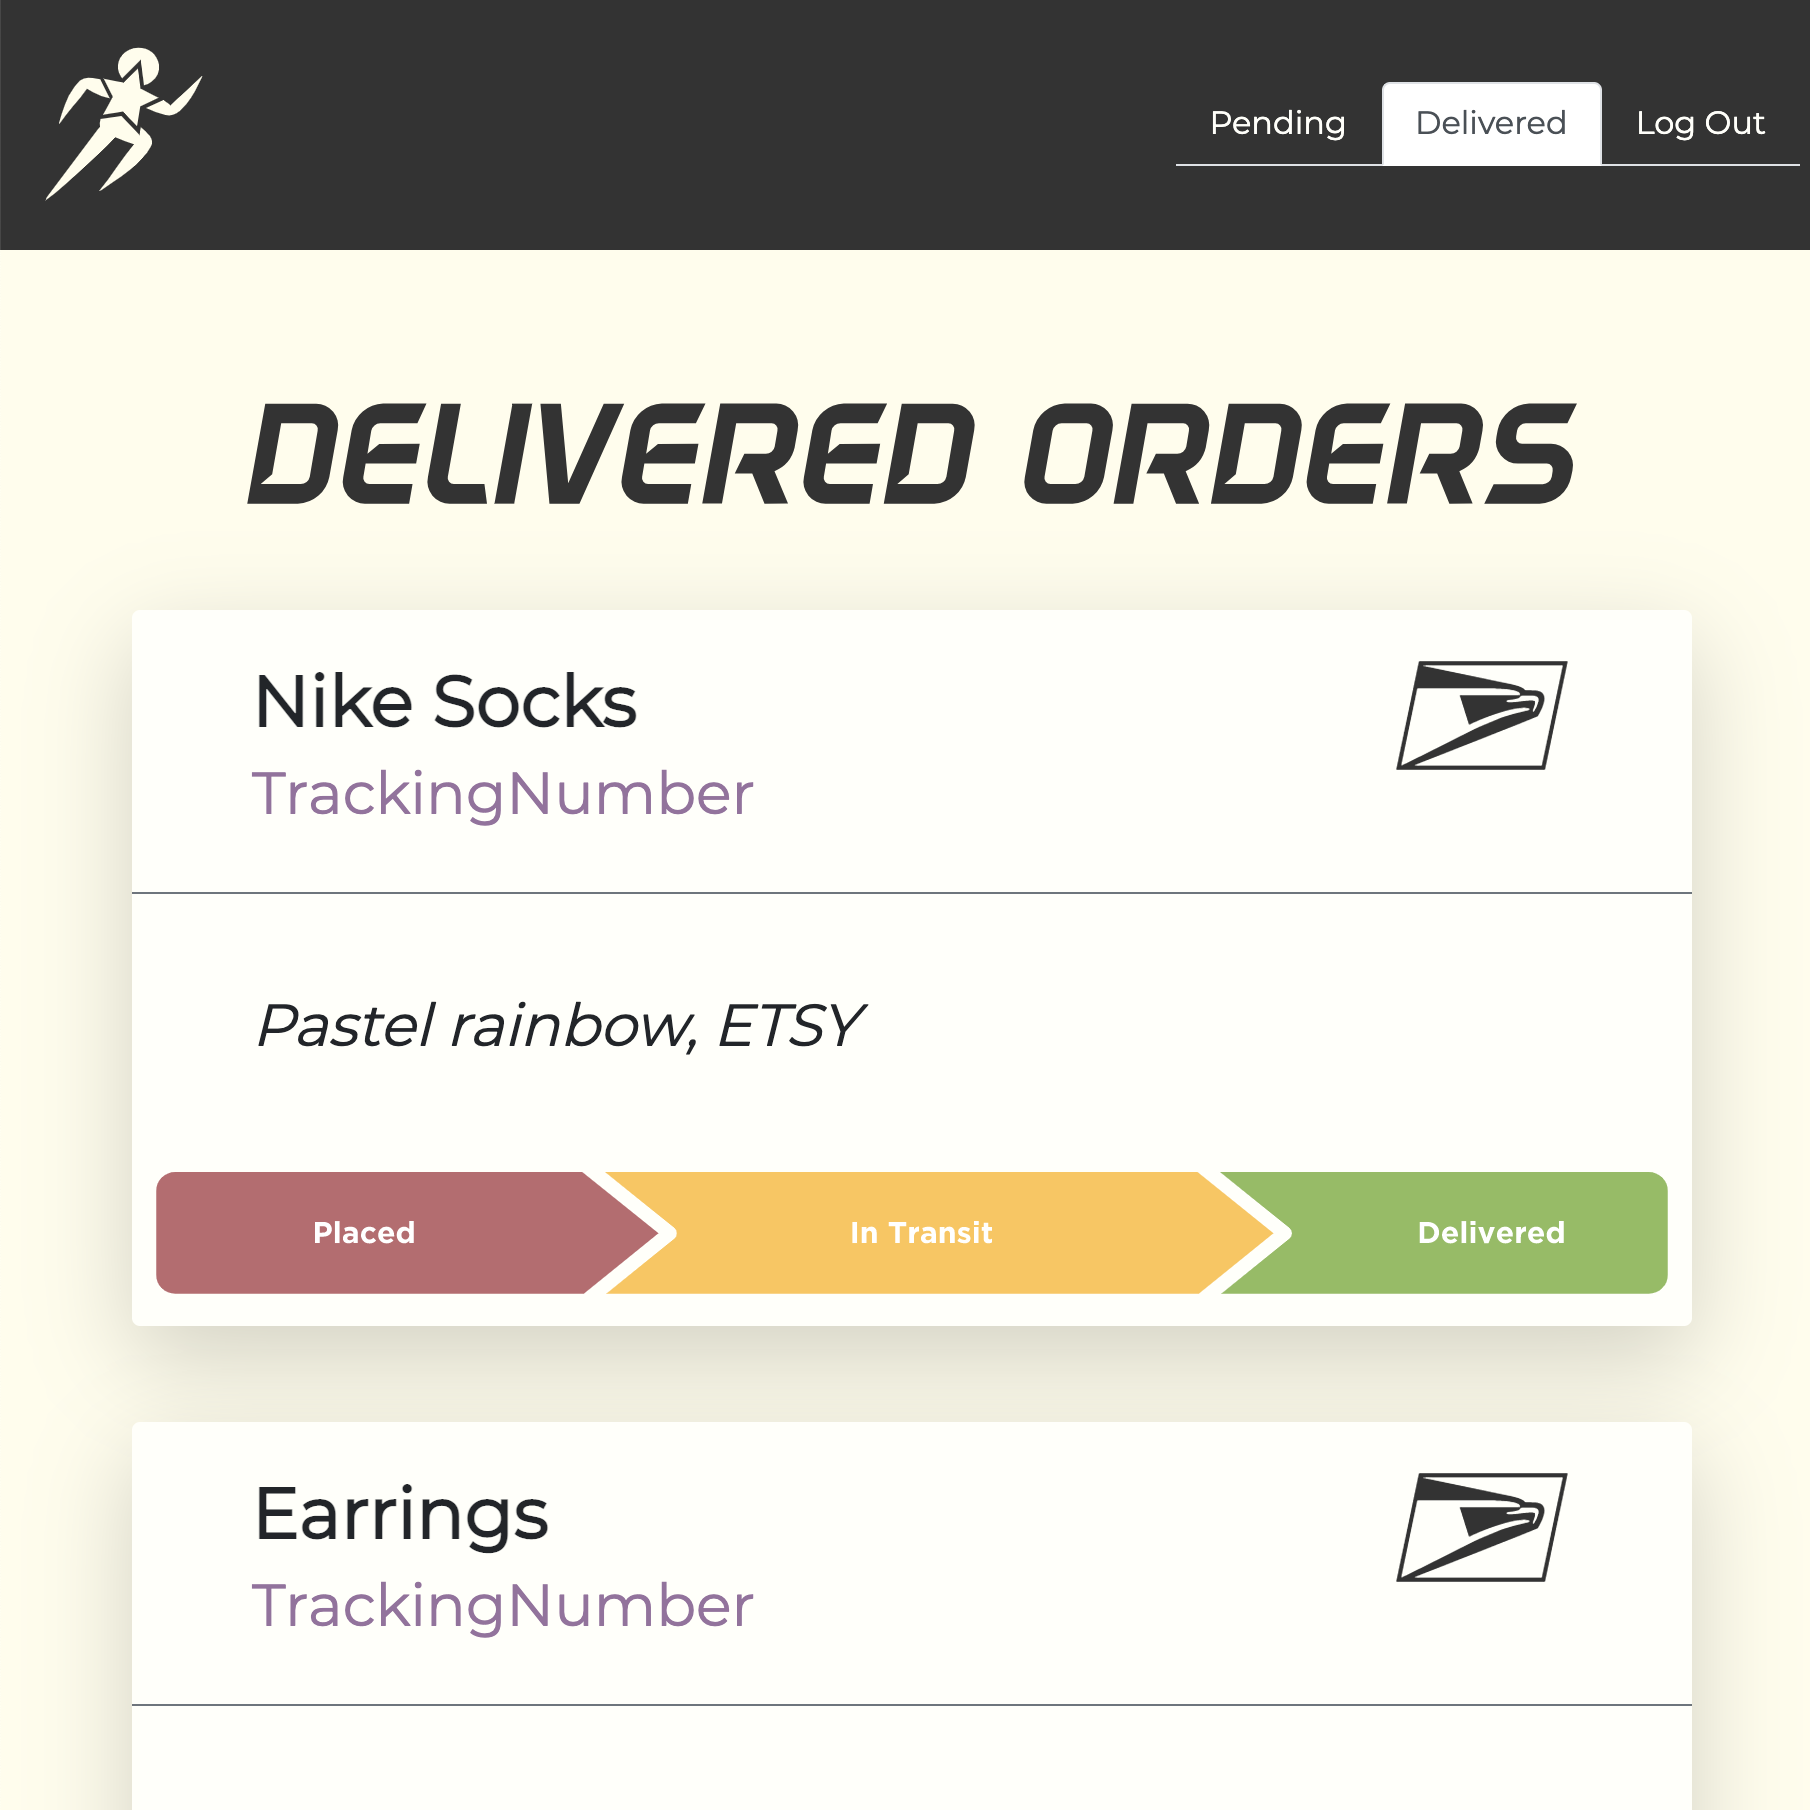 Pending Delivered Log Out
DELIVERED ORDERS
Nike Socks
TrackingNumber
Pastel rainbow, ETSY
Placed In Transit Delivered
Earrings
TrackingNumber